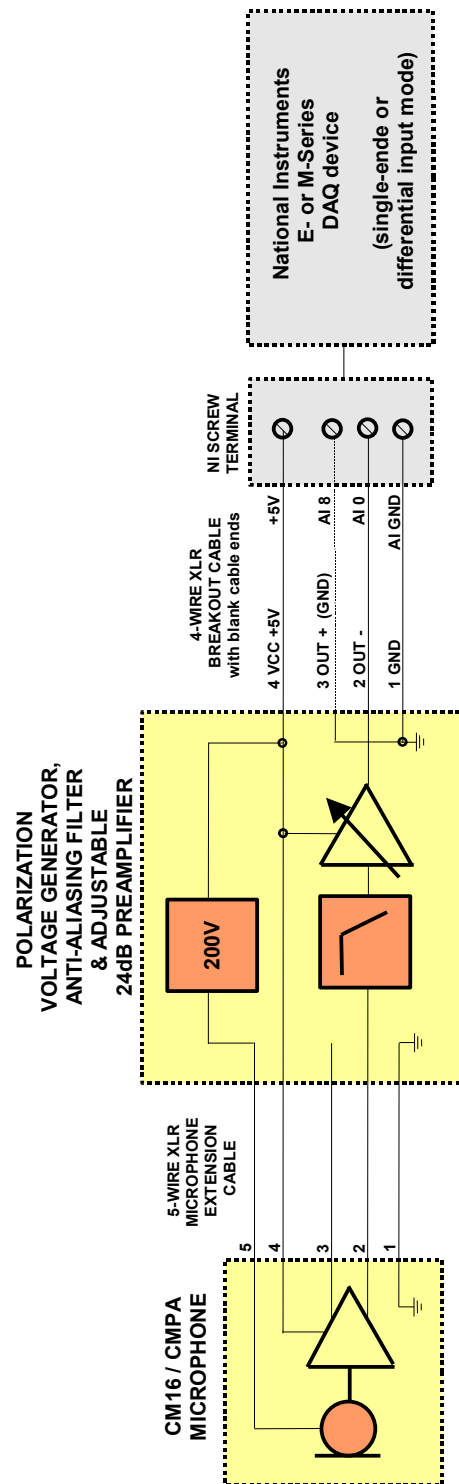 CM16 / CMPA
MICROPHONE
5-WIRE XLR
MICROPHONE
EXTENSION
CABLE
5
4
3
2
1
POLARIZATION
VOLTAGE GENERATOR,
ANTI-ALIASING FILTER
& ADJUSTABLE
24dB PREAMPLIFIER
200V
4-WIRE XLR
BREAKOUT CABLE
with blank cable ends
4 VCC +5V
3 OUT + (GND)
2 OUT -
1 GND
+5V
AI 8
AI 0
AI GND
NI SCREW
TERMINAL
National Instruments
E- or M-Series
DAQ device
(single-ende or
differential input mode)